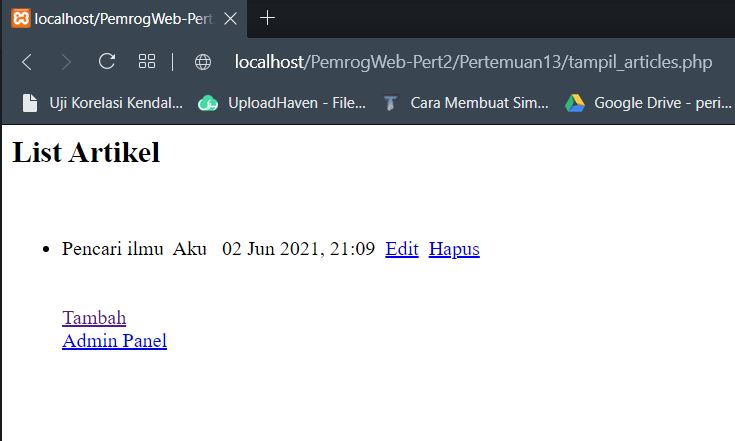 localhost/PemrogWeb-Pert
localhost/PemrogWeb-Pert2/Pertemuan13/tampil_articles.php
Uji Korelasi Kendal... UploadHaven - File... Cara Membuat Sim... Google Drive - peri...
List Artikel
Pencari ilmu Aku 02 Jun 2021, 21:09 Edit Hapus
Tambah
Admin Panel